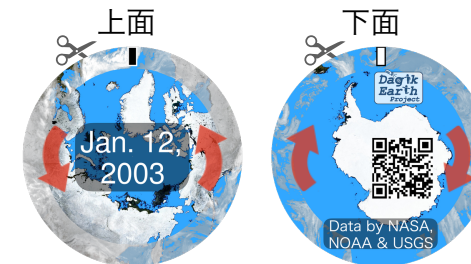 上面
下面
Jan. 12,
2003
Dagik
Earth
Project
Data by NASA,
NOAA & USGS